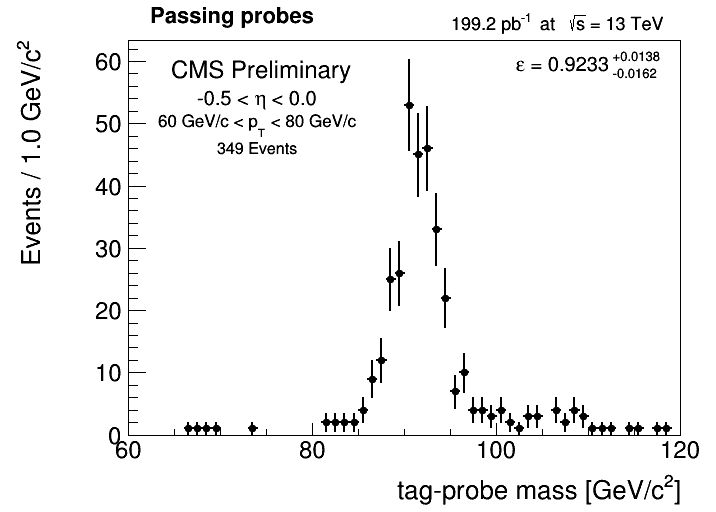 Passing probes
199.2 pb⁻¹ at √s = 13 TeV
CMS Preliminary
-0.5 < η < 0.0
60 GeV/c < p_T < 80 GeV/c
349 Events
ε = 0.9233 +0.0138 -0.0162
Events / 1.0 GeV/c²
60
50
40
30
20
10
0
60 80 100 120
tag-probe mass [GeV/c²]